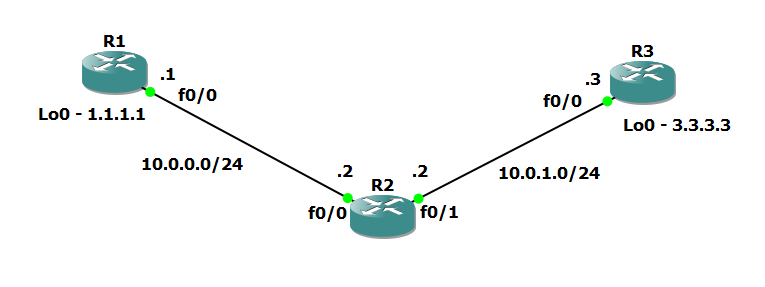 R1
.1
f0/0
Lo0 - 1.1.1.1
10.0.0.0/24
.2
f0/0
R2
.2
f0/1
10.0.1.0/24
R3
.3
f0/0
Lo0 - 3.3.3.3